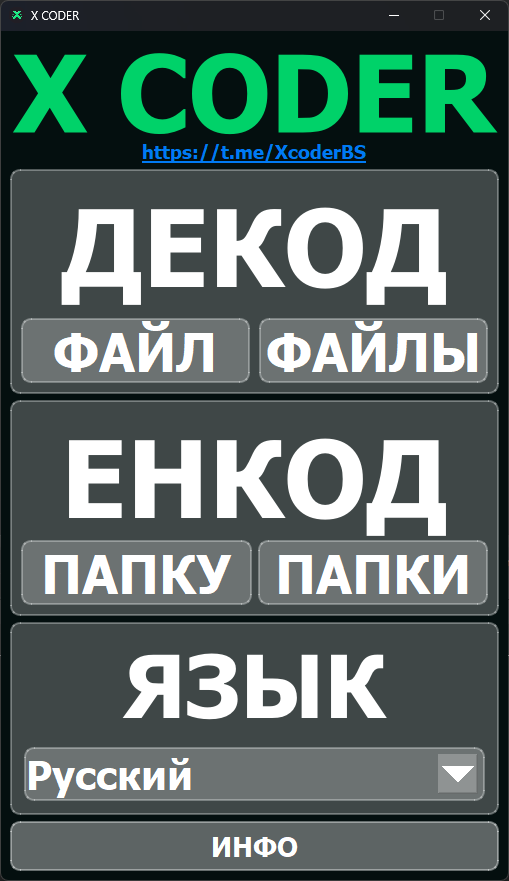 X CODER
X CODER
https://t.me/XcoderBS
ДЕКОД
ФАЙЛ ФАЙЛЫ
ЕНКОД
ПАПКУ ПАПКИ
ЯЗЫК
Русский
ИНФО